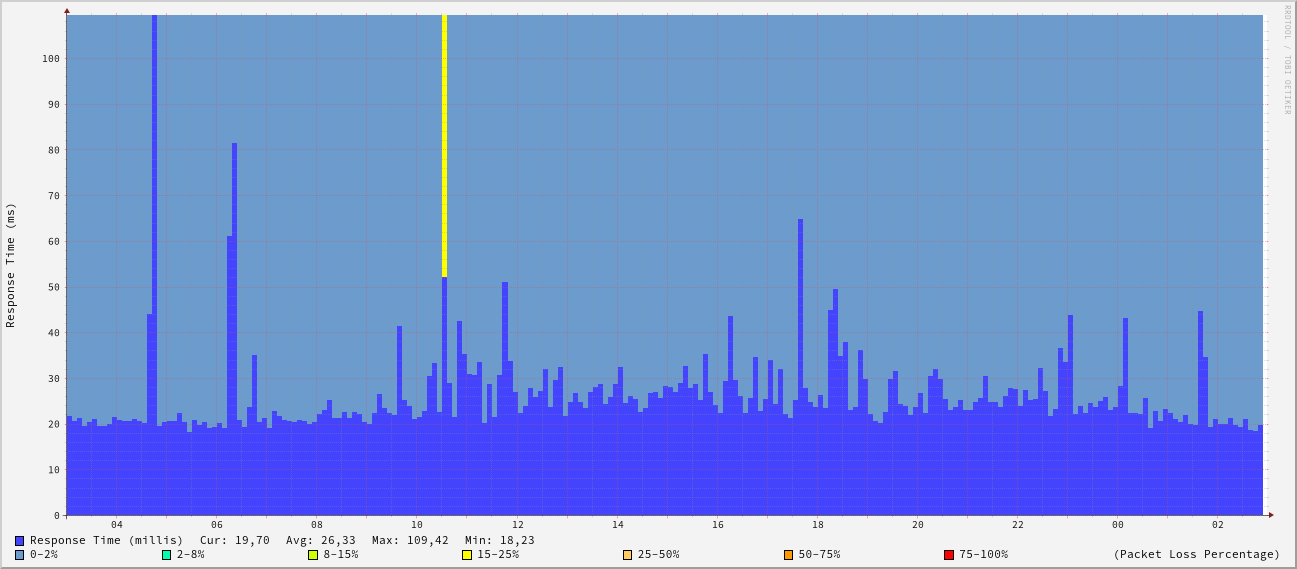 RRDTOOL / TOBI OETIKER
Response Time (ms)
100
90
80
70
60
50
40
30
20
10
0
04 06 08 10 12 14 16 18 20 22 00 02
Response Time (millis) Cur: 19,70 Avg: 26,33 Max: 109,42 Min: 18,23
0-2% 2-8% 8-15% 15-25% 25-50% 50-75% 75-100% (Packet Loss Percentage)